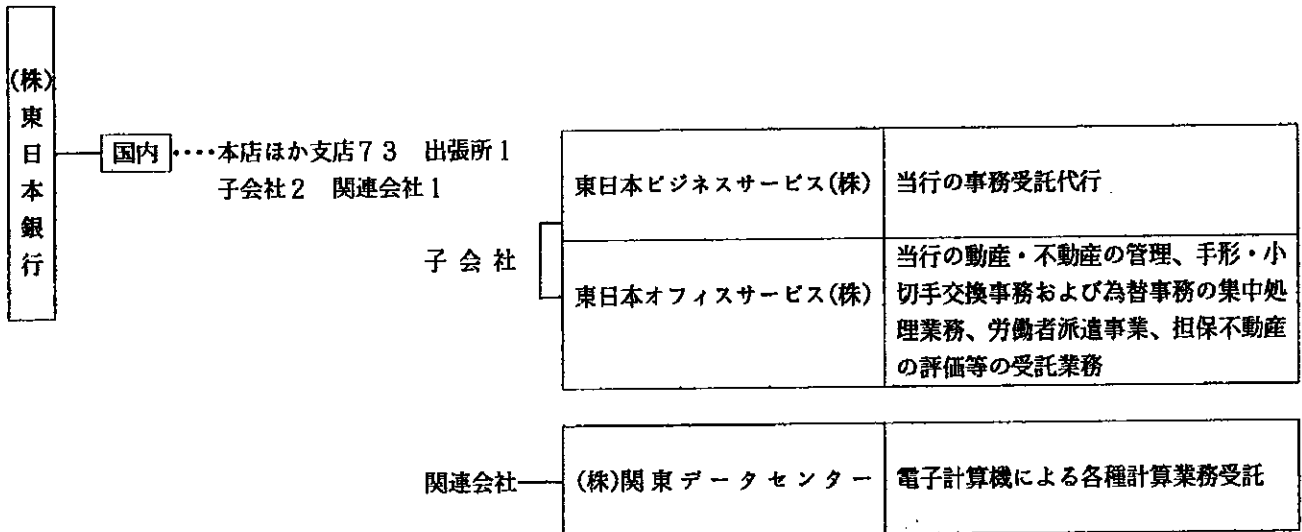 (株)東日本銀行
国内‥‥本店ほか支店73 出張所1
子会社2 関連会社1
子会社
東日本ビジネスサービス(株)
当行の事務受託代行
東日本オフィスサービス(株)
当行の動産・不動産の管理、手形・小
切手交換事務および為替事務の集中処
理業務、労働者派遣事業、担保不動産
の評価等の受託業務
関連会社
(株)関東データセンター
電子計算機による各種計算業務受託